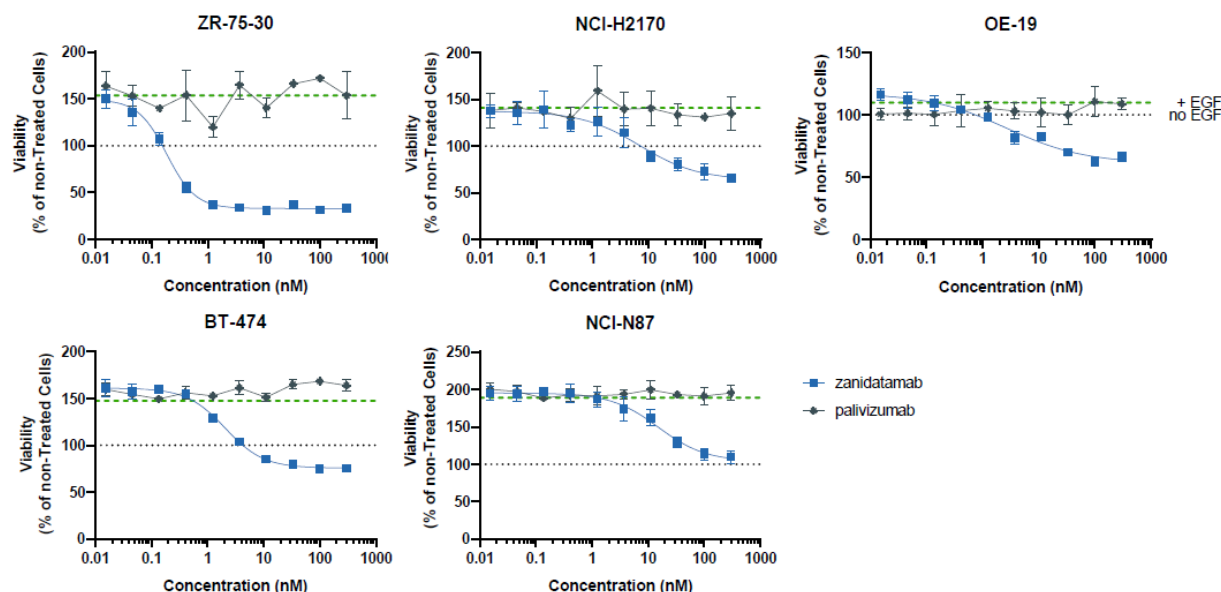 ZR-75-30
NCI-H2170
OE-19
Viability
(% of non-Treated Cells)
200
150
100
50
0
0.01 0.1 1 10 100 1000
Concentration (nM)
Viability
(% of non-Treated Cells)
200
150
100
50
0
0.01 0.1 1 10 100 1000
Concentration (nM)
Viability
(% of non-Treated Cells)
150
100
50
0
0.01 0.1 1 10 100 1000
Concentration (nM)
+ EGF
no EGF
BT-474
NCI-N87
Viability
(% of non-Treated Cells)
200
150
100
50
0
0.01 0.1 1 10 100 1000
Concentration (nM)
Viability
(% of non-Treated Cells)
250
200
150
100
50
0
0.01 0.1 1 10 100 1000
Concentration (nM)
zanidatamab
palivizumab